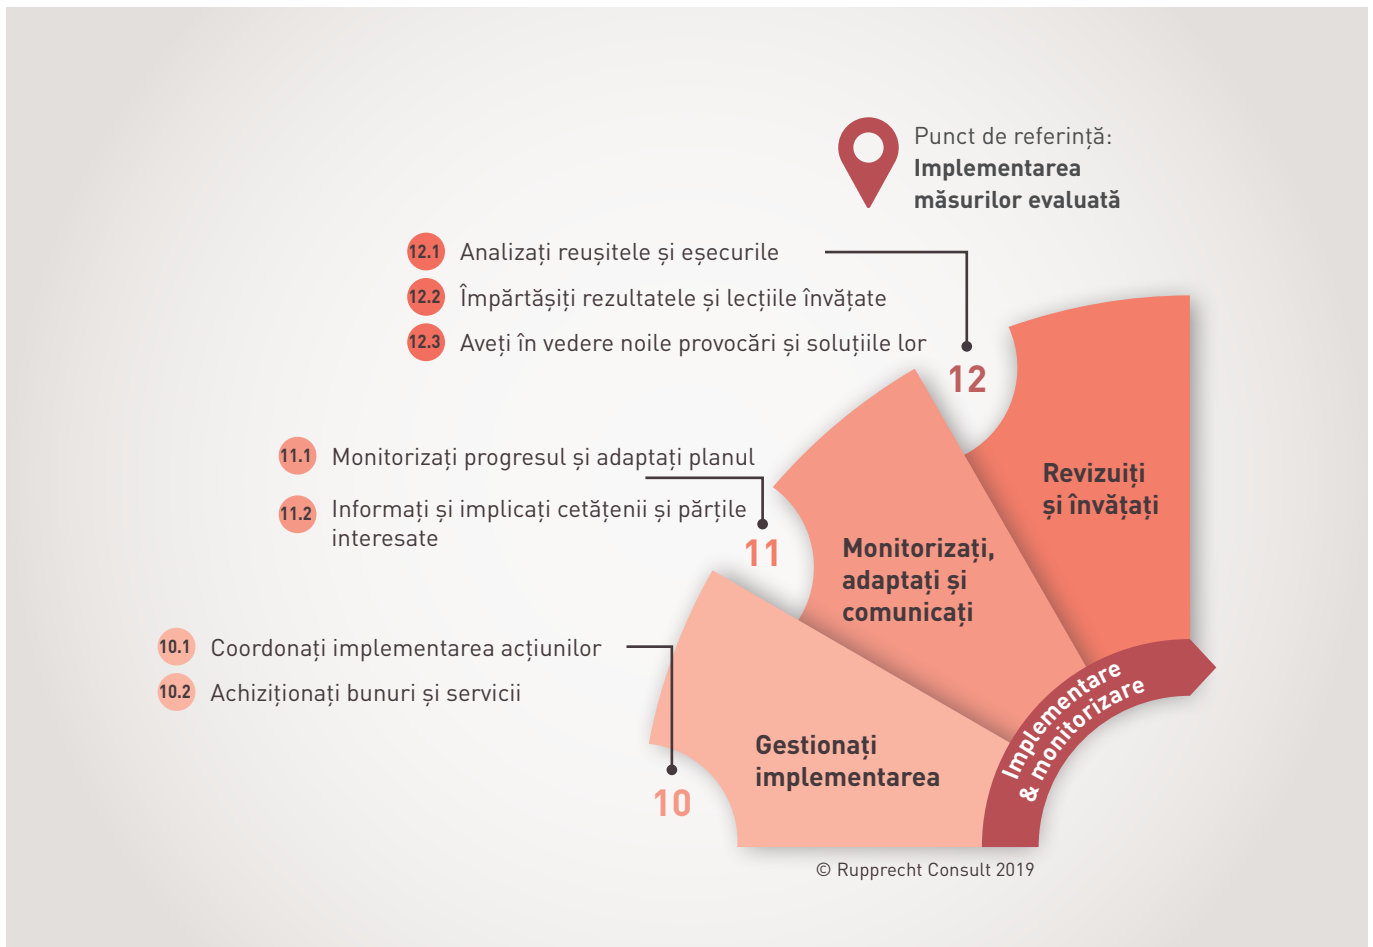 Punct de referință:
Implementarea
măsurilor evaluată
12.1 Analizați reușitele și eșecurile
12.2 Împărtășiți rezultatele și lecțiile învățate
12.3 Aveți în vedere noile provocări și soluțiile lor
12
Revizuiți
și învățați
11.1 Monitorizați progresul și adaptați planul
11.2 Informați și implicați cetățenii și părțile
interesate
11
Monitorizați,
adaptați și
comunicați
10.1 Coordonați implementarea acțiunilor
10.2 Achiziționați bunuri și servicii
10
Gestionați
implementarea
Implementare
& monitorizare
© Rupprecht Consult 2019